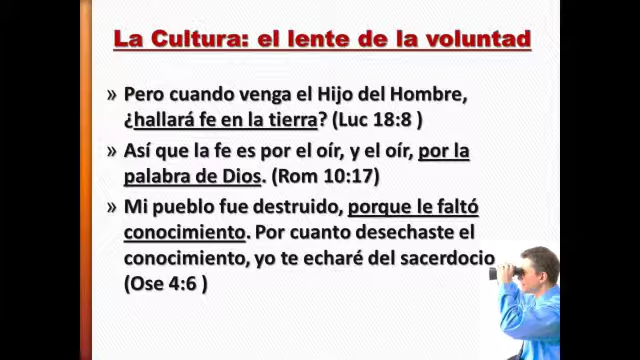 La Cultura: el lente de la voluntad
» Pero cuando venga el Hijo del Hombre,
¿hallará fe en la tierra? (Luc 18:8 )
» Así que la fe es por el oír, y el oír, por la
palabra de Dios. (Rom 10:17)
» Mi pueblo fue destruido, porque le faltó
conocimiento. Por cuanto desechaste el
conocimiento, yo te echaré del sacerdocio
(Ose 4:6 )